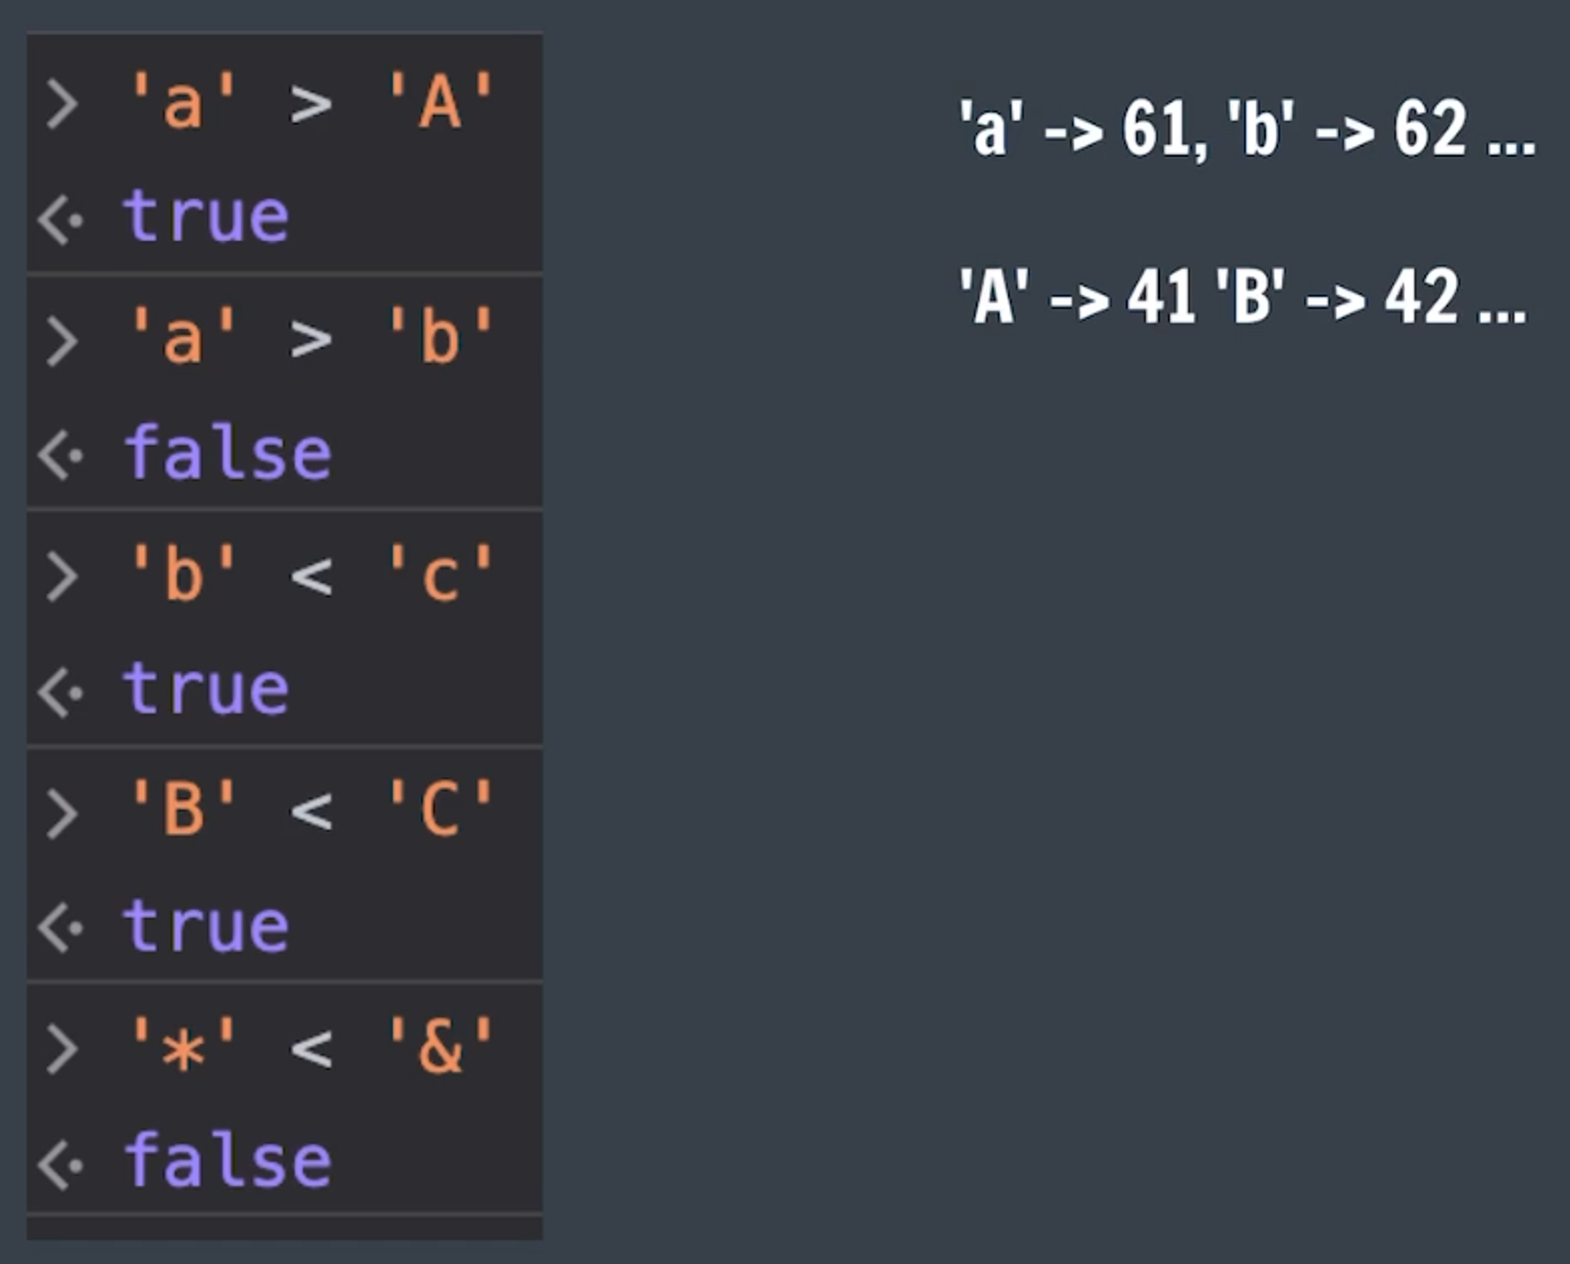 > 'a' > 'A'
<· true
> 'a' > 'b'
<· false
> 'b' < 'c'
<· true
> 'B' < 'C'
<· true
> '*' < '&'
<· false
'a' -> 61, 'b' -> 62 ...
'A' -> 41 'B' -> 42 ...